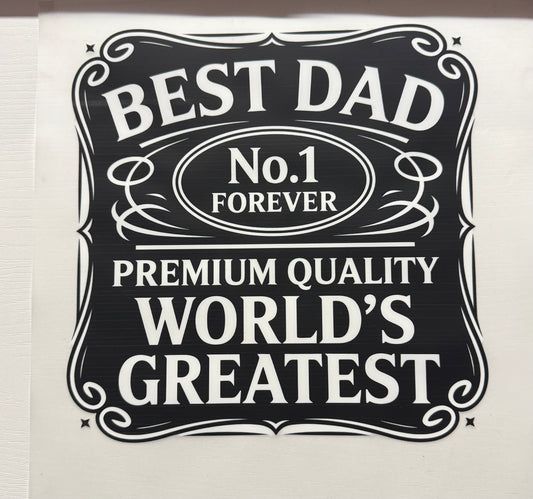 BEST DAD
No.1
FOREVER
PREMIUM QUALITY
WORLD'S
GREATEST